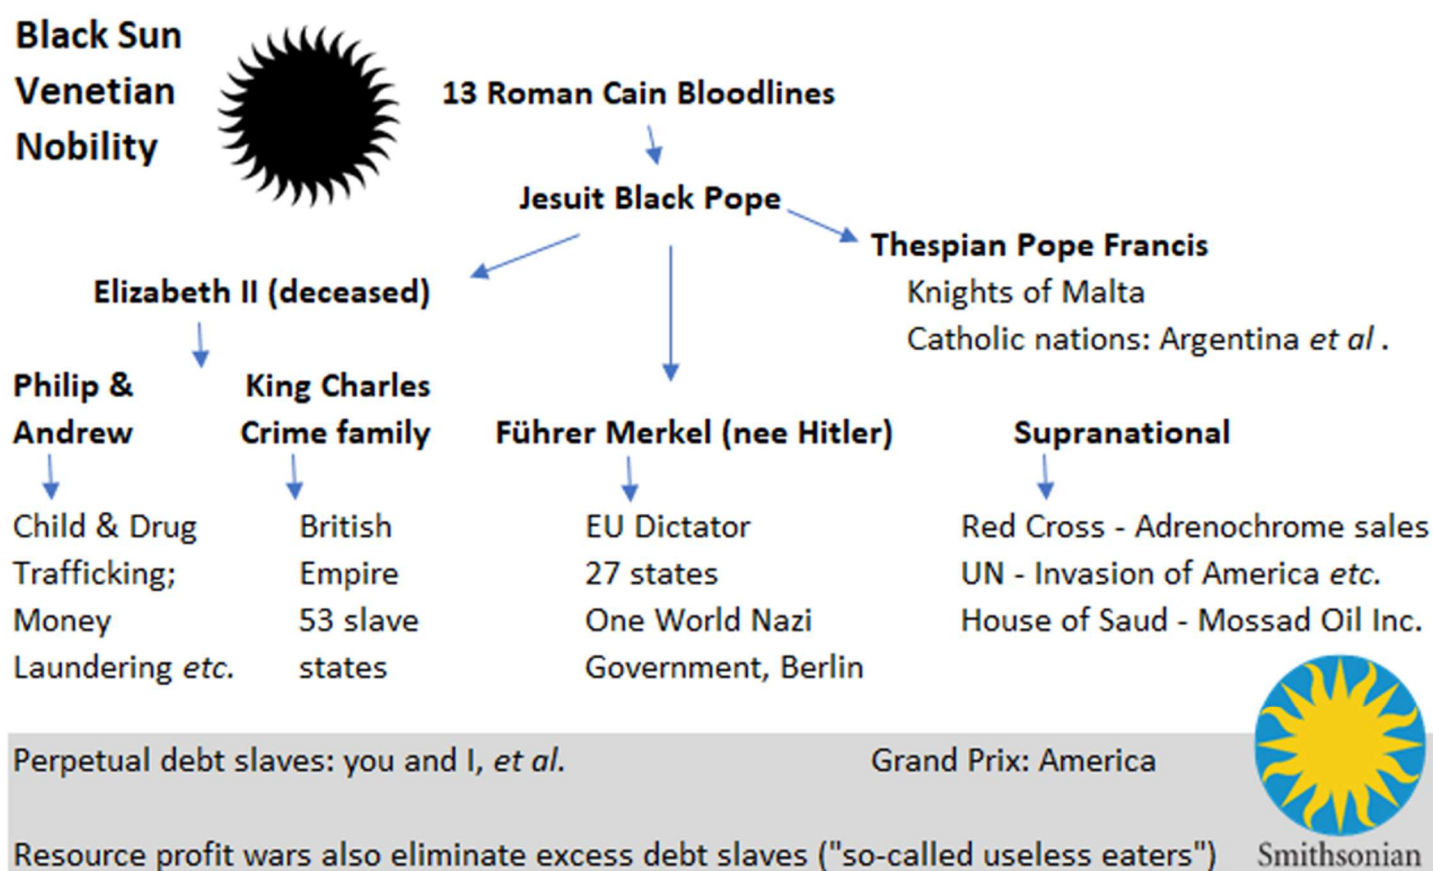 Black Sun
Venetian
Nobility
13 Roman Cain Bloodlines
Jesuit Black Pope
Thespian Pope Francis
Knights of Malta
Catholic nations: Argentina et al .
Elizabeth II (deceased)
Philip &
Andrew
King Charles
Crime family
Führer Merkel (nee Hitler)
Supranational
Child & Drug
Trafficking;
Money
Laundering etc.
British
Empire
53 slave
states
EU Dictator
27 states
One World Nazi
Government, Berlin
Red Cross - Adrenochrome sales
UN - Invasion of America etc.
House of Saud - Mossad Oil Inc.
Perpetual debt slaves: you and I, et al.
Grand Prix: America
Resource profit wars also eliminate excess debt slaves ("so-called useless eaters")
Smithsonian